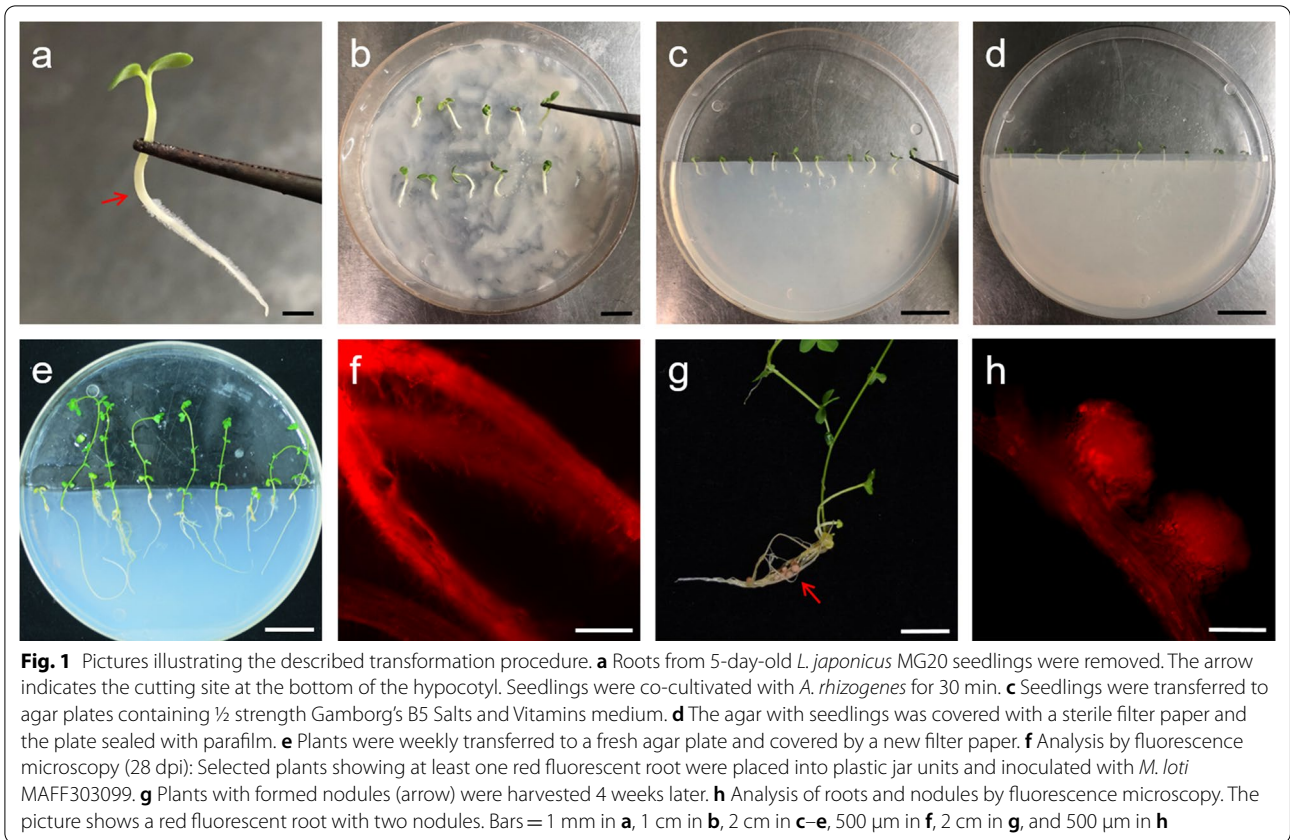 a
b
c
d
e
f
g
h
Fig. 1 Pictures illustrating the described transformation procedure. a Roots from 5-day-old L. japonicus MG20 seedlings were removed. The arrow
indicates the cutting site at the bottom of the hypocotyl. Seedlings were co-cultivated with A. rhizogenes for 30 min. c Seedlings were transferred to
agar plates containing ½ strength Gamborg's B5 Salts and Vitamins medium. d The agar with seedlings was covered with a sterile filter paper and
the plate sealed with parafilm. e Plants were weekly transferred to a fresh agar plate and covered by a new filter paper. f Analysis by fluorescence
microscopy (28 dpi): Selected plants showing at least one red fluorescent root were placed into plastic jar units and inoculated with M. loti
MAFF303099. g Plants with formed nodules (arrow) were harvested 4 weeks later. h Analysis of roots and nodules by fluorescence microscopy. The
picture shows a red fluorescent root with two nodules. Bars = 1 mm in a, 1 cm in b, 2 cm in c–e, 500 μm in f, 2 cm in g, and 500 μm in h